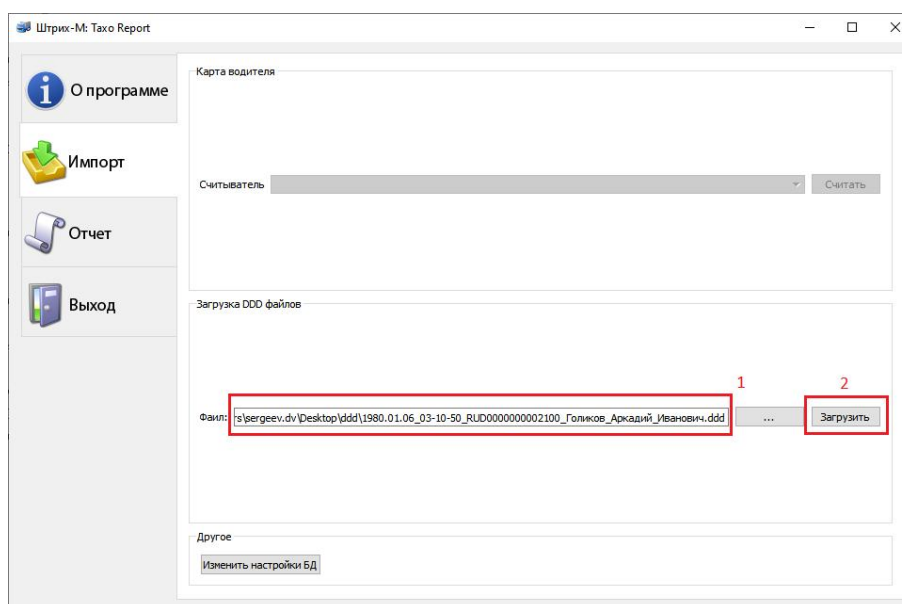 Штрих-М: Taxo Report
О программе
Импорт
Отчет
Выход
Карта водителя
Считыватель
Считать
Загрузка DDD файлов
1
2
Фаил:
rs\sergeev.dv\Desktop\ddd\1980.01.06_03-10-50_RUD0000000002100_Голиков_Аркадий_Иванович.ddd
...
Загрузить
Другое
Изменить настройки БД